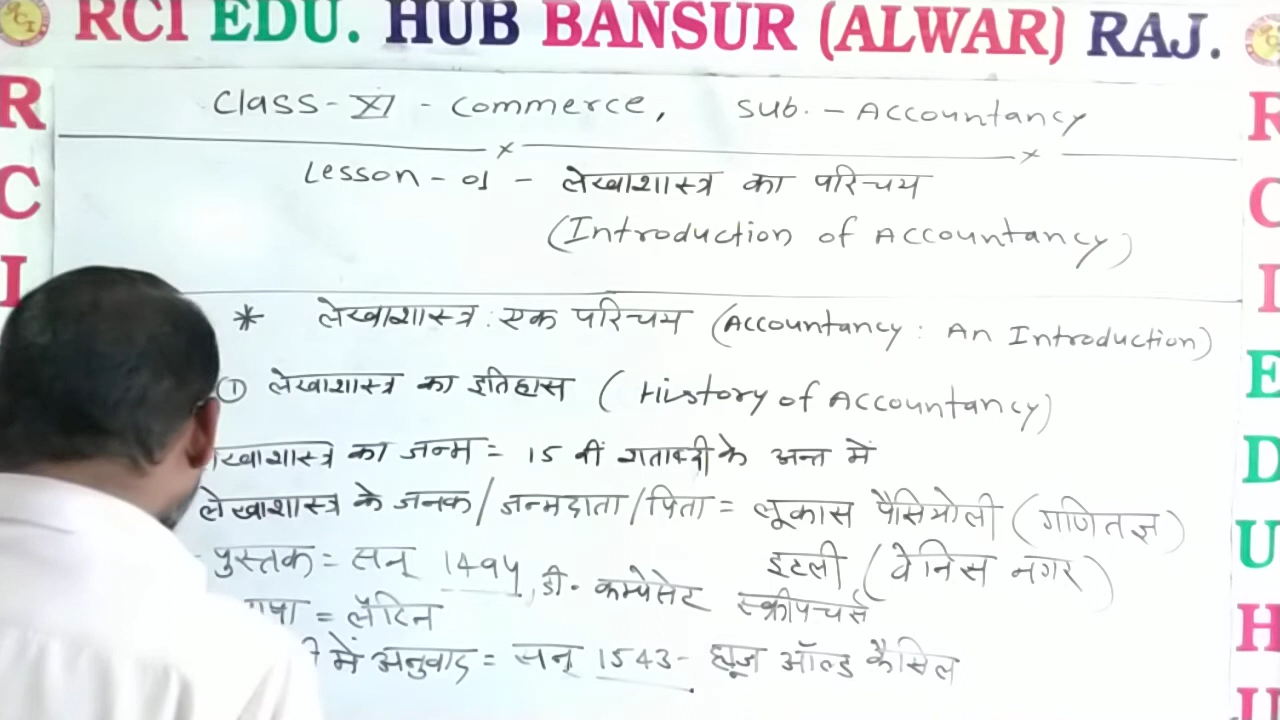 RCI EDU. HUB BANSUR (ALWAR) RAJ.
Class-XI - Commerce, Sub. - Accountancy
Lesson-01 - लेखाशास्त्र का परिचय
(Introduction of Accountancy)
* लेखाशास्त्र : एक परिचय (Accountancy : An Introduction)
① लेखाशास्त्र का इतिहास (History of Accountancy)
लेखाशास्त्र का जन्म = 15 वीं शताब्दी के अन्त में
लेखाशास्त्र के जनक/जन्मदाता/पिता = लूकास पैसियोली (गणितज्ञ)
इटली (वेनिस नगर)
पुस्तक = सन् 1494, डी. कम्पेसेट स्क्रीपचर्स
= लैटिन
में अनुवाद = सन् 1543- ह्यूज ऑल्ड कैसिल
R
C
I
R
C
I
E
D
U
H
U